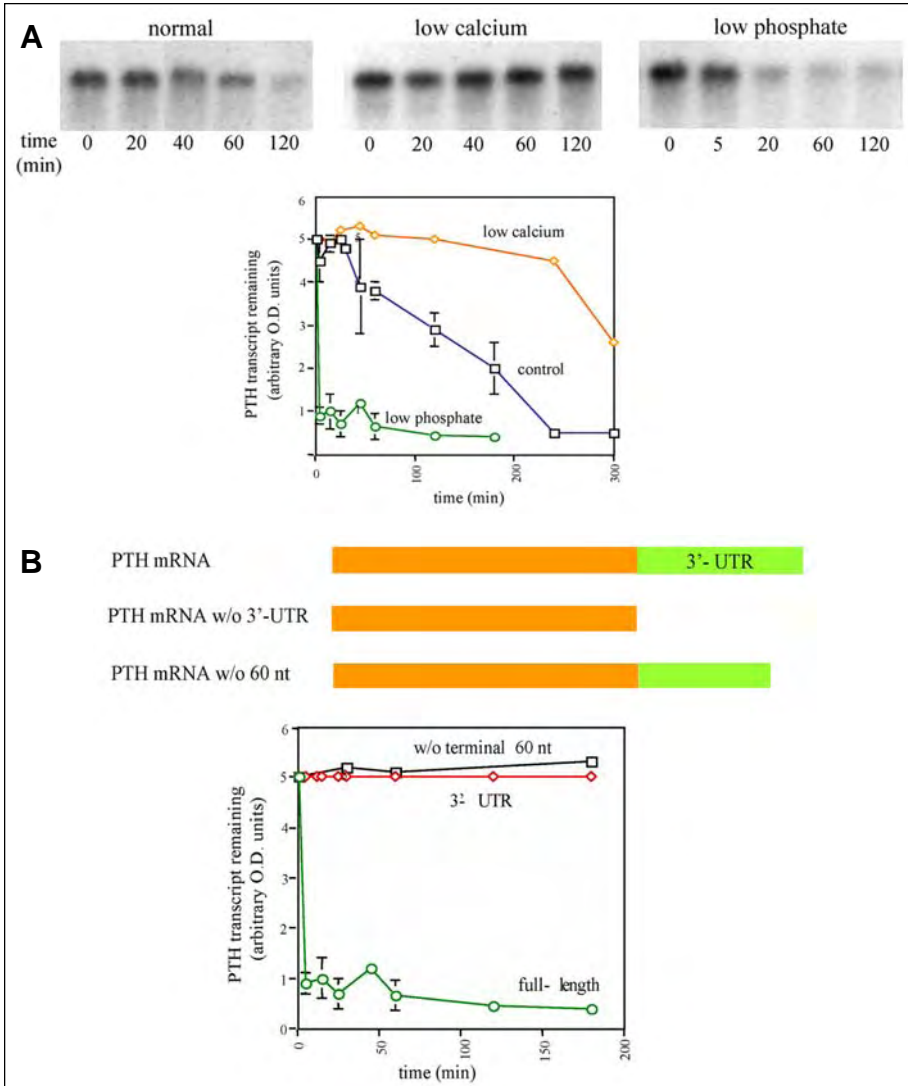 A
normal
low calcium
low phosphate
time
(min)
0 20 40 60 120
0 20 40 60 120
0 5 20 60 120
PTH transcript remaining
(arbitrary O.D. units)
6
5
4
3
2
1
low calcium
control
low phosphate
0 100 200 300
time (min)
B
PTH mRNA
3'- UTR
PTH mRNA w/o 3'-UTR
PTH mRNA w/o 60 nt
PTH transcript remaining
(arbitrary O.D. units)
6
5
4
3
2
1
0
w/o terminal 60 nt
3'- UTR
full- length
0 50 100 150 200
time (min)